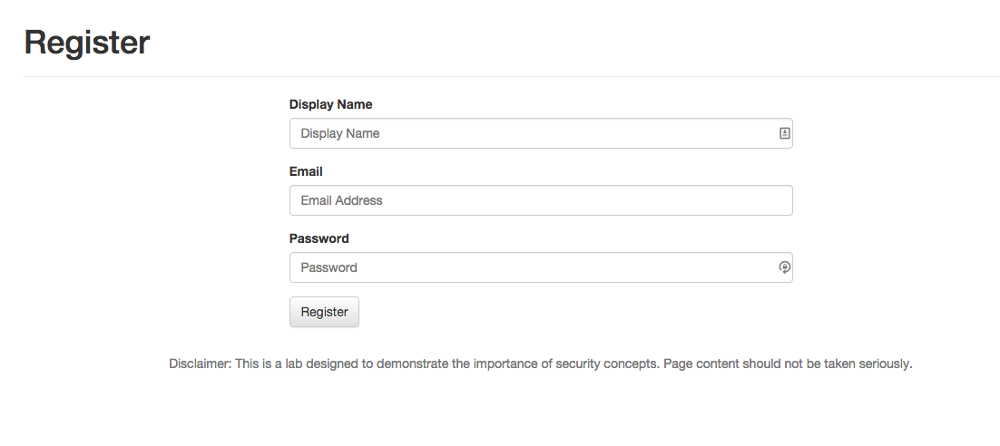 Register
Display Name
Display Name
Email
Email Address
Password
Password
Register
Disclaimer: This is a lab designed to demonstrate the importance of security concepts. Page content should not be taken seriously.